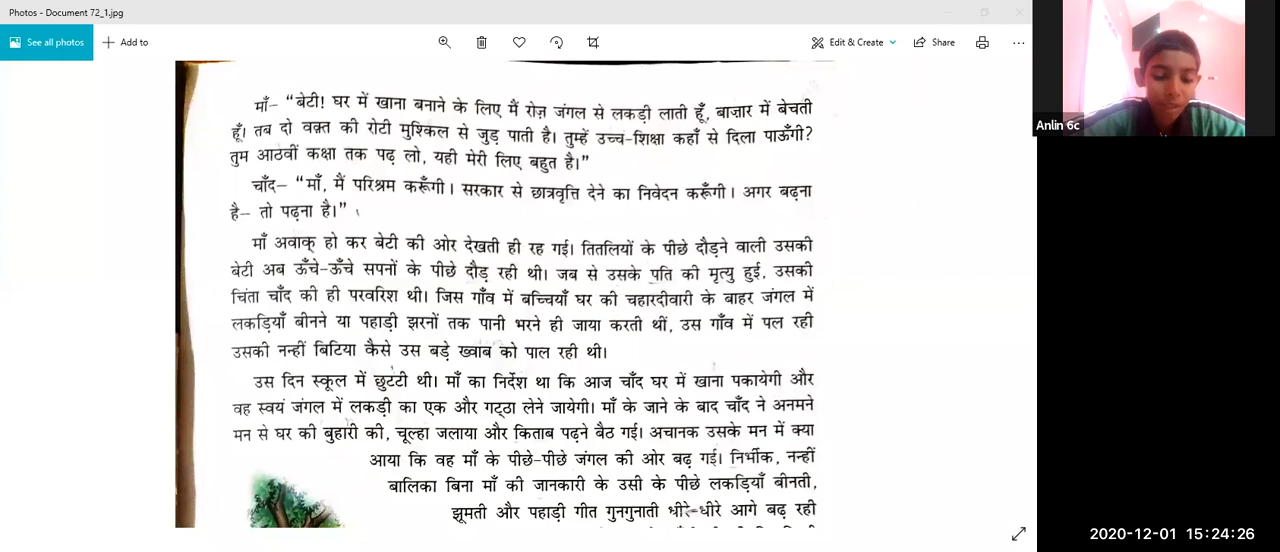 Photos - Document 72_1.jpg
See all photos
Add to
Edit & Create
Share
माँ– “बेटी! घर में खाना बनाने के लिए मैं रोज़ जंगल से लकड़ी लाती हूँ, बाज़ार में बेचती
हूँ। तब दो वक़्त की रोटी मुश्किल से जुड़ पाती है। तुम्हें उच्च-शिक्षा कहाँ से दिला पाऊँगी?
तुम आठवीं कक्षा तक पढ़ लो, यही मेरी लिए बहुत है।”
चाँद– “माँ, मैं परिश्रम करूँगी। सरकार से छात्रवृत्ति देने का निवेदन करूँगी। अगर बढ़ना
है– तो पढ़ना है।”
माँ अवाक् हो कर बेटी की ओर देखती ही रह गई। तितलियों के पीछे दौड़ने वाली उसकी
बेटी अब ऊँचे-ऊँचे सपनों के पीछे दौड़ रही थी। जब से उसके पति की मृत्यु हुई, उसकी
चिंता चाँद की ही परवरिश थी। जिस गाँव में बच्चियाँ घर की चहारदीवारी के बाहर जंगल में
लकड़ियाँ बीनने या पहाड़ी झरनों तक पानी भरने ही जाया करती थीं, उस गाँव में पल रही
उसकी नन्हीं बिटिया कैसे उस बड़े ख्वाब को पाल रही थी।
उस दिन स्कूल में छुट्टी थी। माँ का निर्देश था कि आज चाँद घर में खाना पकायेगी और
वह स्वयं जंगल में लकड़ी का एक और गट्ठा लेने जायेगी। माँ के जाने के बाद चाँद ने अनमने
मन से घर की बुहारी की, चूल्हा जलाया और किताब पढ़ने बैठ गई। अचानक उसके मन में क्या
आया कि वह माँ के पीछे-पीछे जंगल की ओर बढ़ गई। निर्भीक, नन्हीं
बालिका बिना माँ की जानकारी के उसी के पीछे लकड़ियाँ बीनती,
झूमती और पहाड़ी गीत गुनगुनाती धीरे-धीरे आगे बढ़ रही
Anlin 6c
2020-12-01 15:24:26